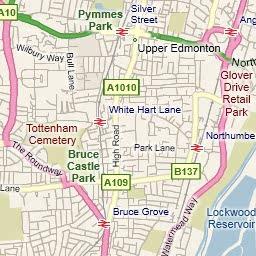 A10
Pymmes
Park
Silver
Street
Ang
Wilbury Way
Bull Lane
Upper Edmonton
North
A1010
Glover
Drive
Retail
Park
White Hart Lane
Tottenham
Cemetery
High Road
Northumbe
The Roundway
Bruce
Castle
Park
Park Lane
B137
Lane
A109
Bruce Grove
Watermead Way
Lockwood
Reservoir